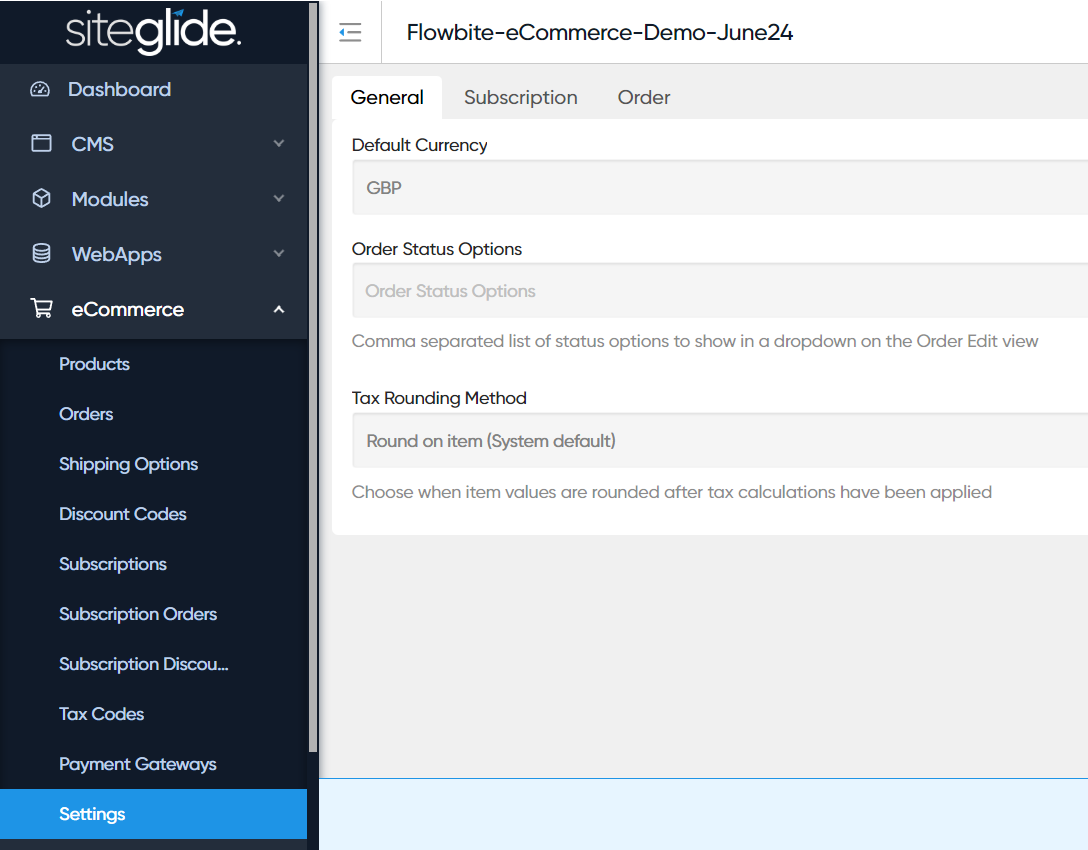 siteglide.
Flowbite-eCommerce-Demo-June24
Dashboard
CMS
Modules
WebApps
eCommerce
Products
Orders
Shipping Options
Discount Codes
Subscriptions
Subscription Orders
Subscription Discou...
Tax Codes
Payment Gateways
Settings
General Subscription Order
Default Currency
GBP
Order Status Options
Order Status Options
Comma separated list of status options to show in a dropdown on the Order Edit view
Tax Rounding Method
Round on item (System default)
Choose when item values are rounded after tax calculations have been applied